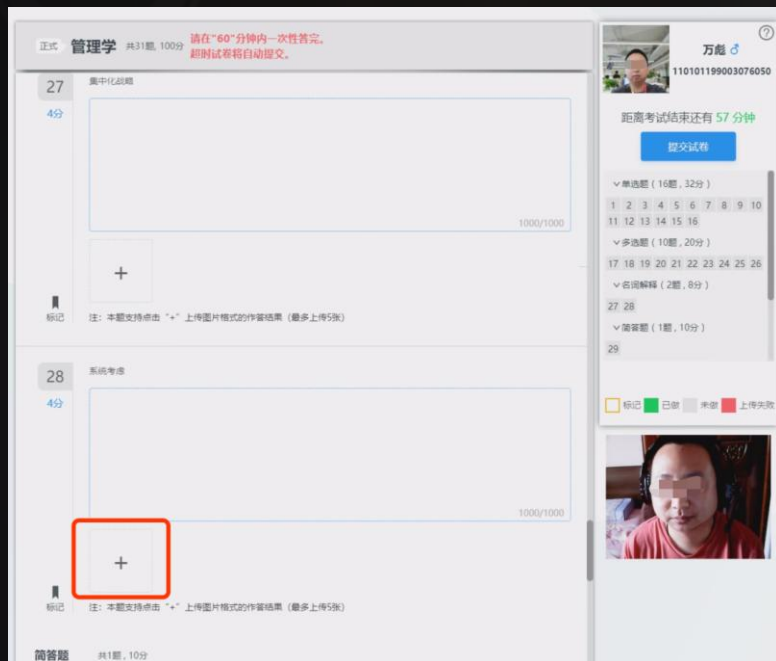 正式 管理学 共31题, 100分 请在"60"分钟内一次性答完。
超时试卷将自动提交。
27
4分
集中化战略
1000/1000
+
标记
注：本题支持点击 "+" 上传图片格式的作答结果（最多上传5张）
28
4分
系统考虑
1000/1000
+
标记
注：本题支持点击 "+" 上传图片格式的作答结果（最多上传5张）
简答题 共1题, 10分
?
万彪
110101199003076050
距离考试结束还有 57 分钟
提交试卷
单选题（16题, 32分）
1 2 3 4 5 6 7 8 9 10
11 12 13 14 15 16
多选题（10题, 20分）
17 18 19 20 21 22 23 24 25 26
名词解释（2题, 8分）
27 28
简答题（1题, 10分）
29
标记 已做 未做 上传失败